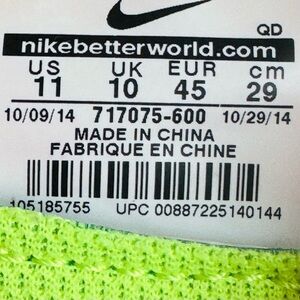 QD
nikebetterworld.com
US UK EUR cm
11 10 45 29
10/09/14 717075-600 10/29/14
MADE IN CHINA
FABRIQUE EN CHINE
105185755 UPC 00887225140144